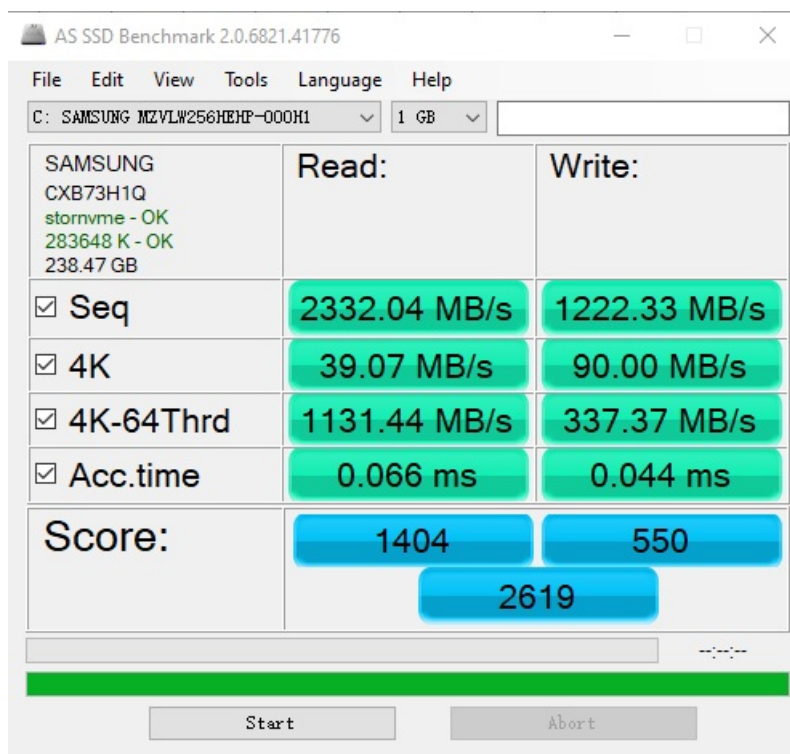 AS SSD Benchmark 2.0.6821.41776
File Edit View Tools Language Help
C: SAMSUNG MZVLW256HEHP-000H1 1 GB
SAMSUNG
CXB73H1Q
stornvme - OK
283648 K - OK
238.47 GB
Read:
Write:
Seq 2332.04 MB/s 1222.33 MB/s
4K 39.07 MB/s 90.00 MB/s
4K-64Thrd 1131.44 MB/s 337.37 MB/s
Acc.time 0.066 ms 0.044 ms
Score: 1404 550
2619
--:--:--
Start Abort